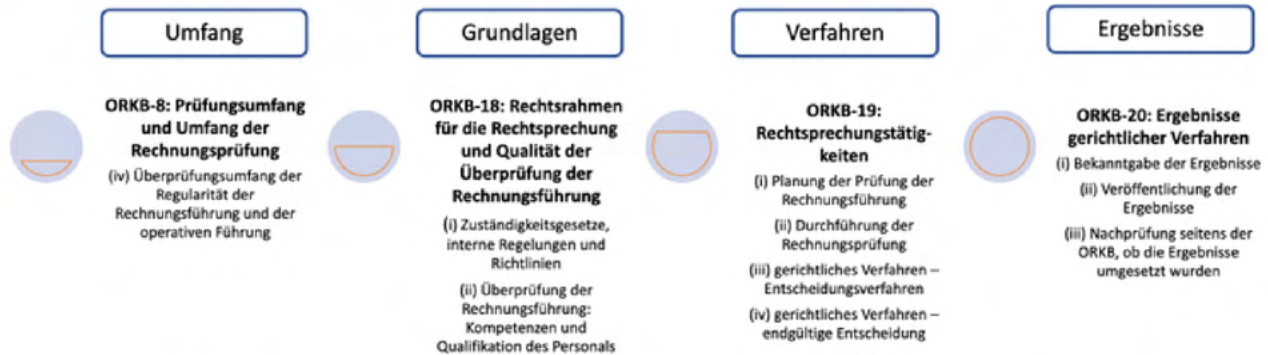 Umfang
ORKB-8: Prüfungsumfang
und Umfang der
Rechnungsprüfung
(iv) Überprüfungsumfang der
Regularität der
Rechnungsführung und der
operativen Führung
Grundlagen
ORKB-18: Rechtsrahmen
für die Rechtsprechung
und Qualität der
Überprüfung der
Rechnungsführung
(i) Zuständigkeitsgesetze,
interne Regelungen und
Richtlinien
(ii) Überprüfung der
Rechnungsführung:
Kompetenzen und
Qualifikation des Personals
Verfahren
ORKB-19:
Rechtsprechungstätig-
keiten
(i) Planung der Prüfung der
Rechnungsführung
(ii) Durchführung der
Rechnungsprüfung
(iii) gerichtliches Verfahren –
Entscheidungsverfahren
(iv) gerichtliches Verfahren –
endgültige Entscheidung
Ergebnisse
ORKB-20: Ergebnisse
gerichtlicher Verfahren
(i) Bekanntgabe der Ergebnisse
(ii) Veröffentlichung der
Ergebnisse
(iii) Nachprüfung seitens der
ORKB, ob die Ergebnisse
umgesetzt wurden